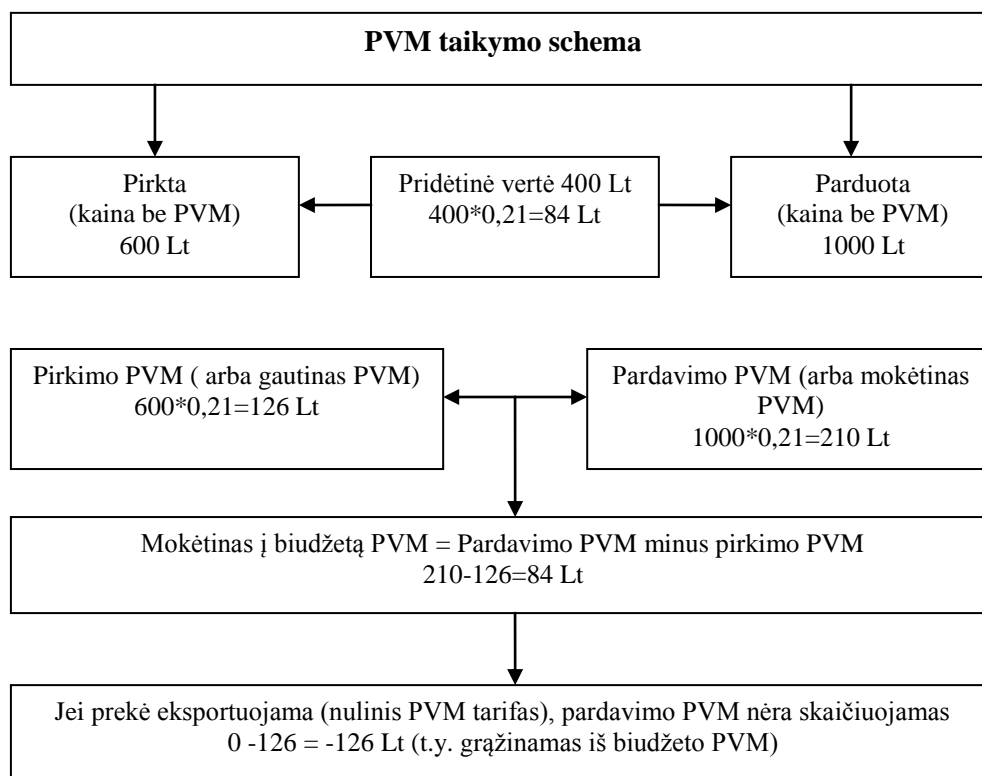 PVM taikymo schema
Pirkta
(kaina be PVM)
600 Lt
Pridėtinė vertė 400 Lt
400*0,21=84 Lt
Parduota
(kaina be PVM)
1000 Lt
Pirkimo PVM ( arba gautinas PVM)
600*0,21=126 Lt
Pardavimo PVM (arba mokėtinas
PVM)
1000*0,21=210 Lt
Mokėtinas į biudžetą PVM = Pardavimo PVM minus pirkimo PVM
210-126=84 Lt
Jei prekė eksportuojama (nulinis PVM tarifas), pardavimo PVM nėra skaičiuojamas
0 -126 = -126 Lt (t.y. grąžinamas iš biudžeto PVM)